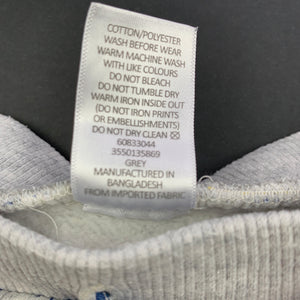 COTTON/POLYESTER
WASH BEFORE WEAR
WARM MACHINE WASH
WITH LIKE COLOURS
DO NOT BLEACH
DO NOT TUMBLE DRY
WARM IRON INSIDE OUT
(DO NOT IRON PRINTS
OR EMBELLISHMENTS)
DO NOT DRY CLEAN
60833044
3550135869
GREY
MANUFACTURED IN
BANGLADESH
FROM IMPORTED FABRIC